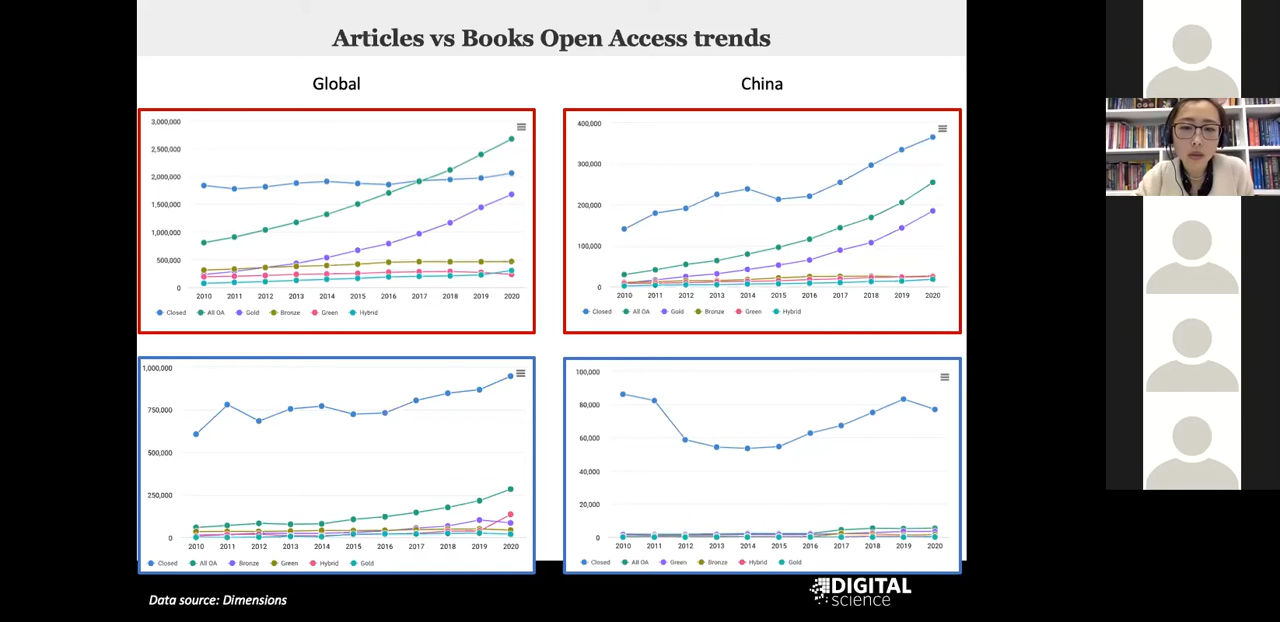 Articles vs Books Open Access trends
Global
China
3,000,000
2,500,000
2,000,000
1,500,000
1,000,000
500,000
0
2010 2011 2012 2013 2014 2015 2016 2017 2018 2019 2020
Closed All OA Gold Bronze Green Hybrid
400,000
300,000
200,000
100,000
0
2010 2011 2012 2013 2014 2015 2016 2017 2018 2019 2020
Closed All OA Gold Bronze Green Hybrid
1,000,000
750,000
500,000
250,000
0
2010 2011 2012 2013 2014 2015 2016 2017 2018 2019 2020
Closed All OA Bronze Green Hybrid Gold
100,000
80,000
60,000
40,000
20,000
0
2010 2011 2012 2013 2014 2015 2016 2017 2018 2019 2020
Closed All OA Green Bronze Hybrid Gold
Data source: Dimensions
DIGITAL
science